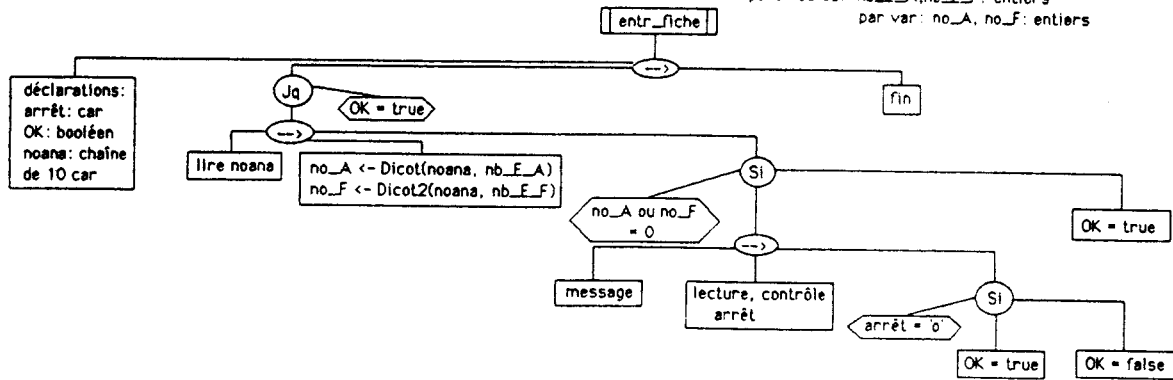 entiers
par var: no_A, no_F: entiers
entr_fiche
-->
déclarations:
arrêt: car
OK: booléen
noana: chaîne
de 10 car
Jq
OK = true
fin
-->
lire noana
no_A <- Dicot(noana, nb_E_A)
no_F <- Dicot2(noana, nb_E_F)
Si
no_A ou no_F
= 0
OK = true
-->
message
lecture, contrôle
arrêt
Si
arrêt = 'o'
OK = true
OK = false